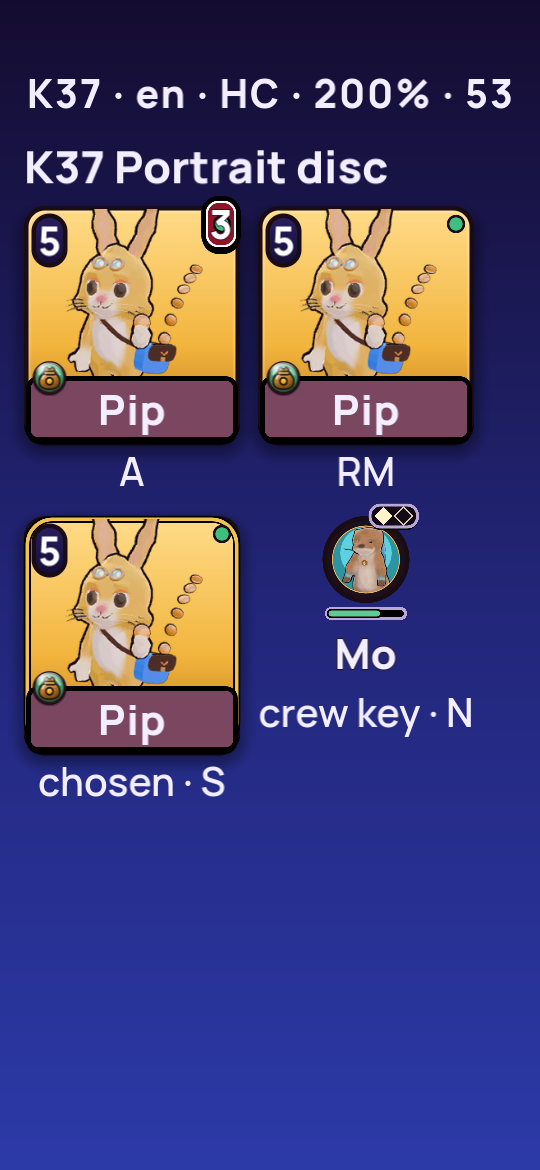 K37 · en · HC · 200% · 53
K37 Portrait disc
5
3
Pip
A
5
Pip
RM
5
Pip
chosen · S
Mo
crew key · N